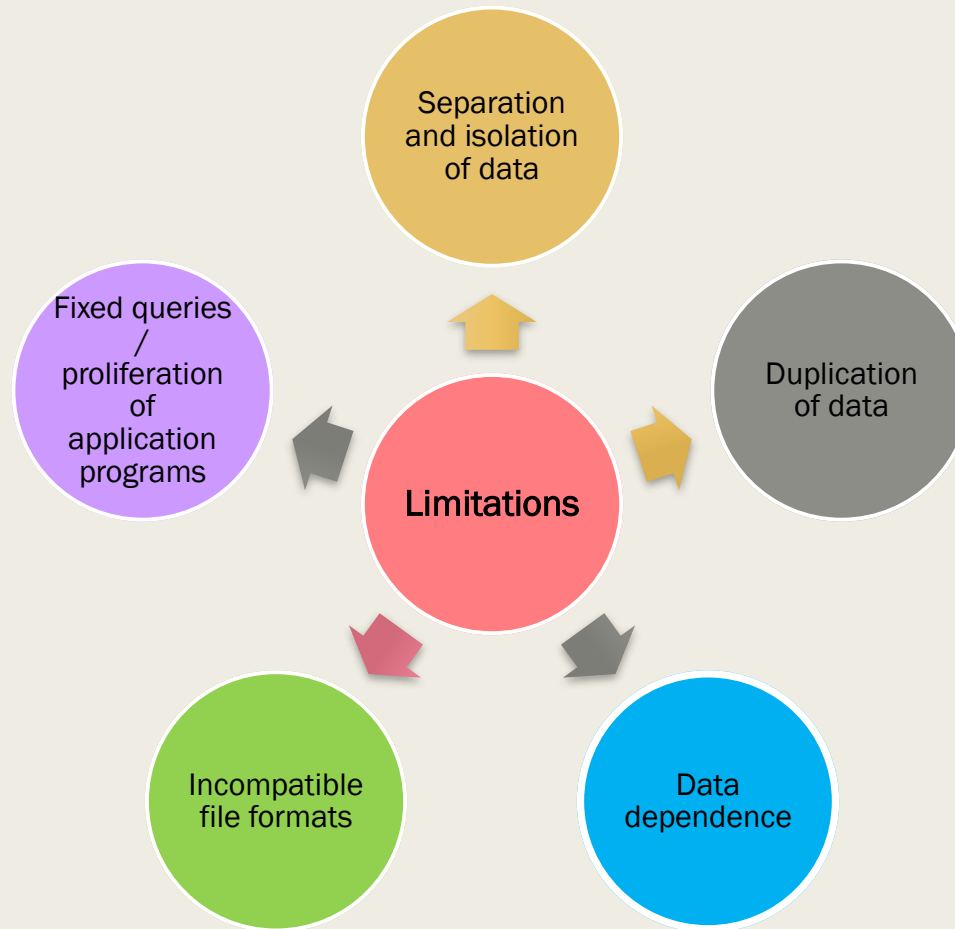 Separation
and isolation
of data
Fixed queries
/
proliferation
of
application
programs
Duplication
of data
Limitations
Incompatible
file formats
Data
dependence